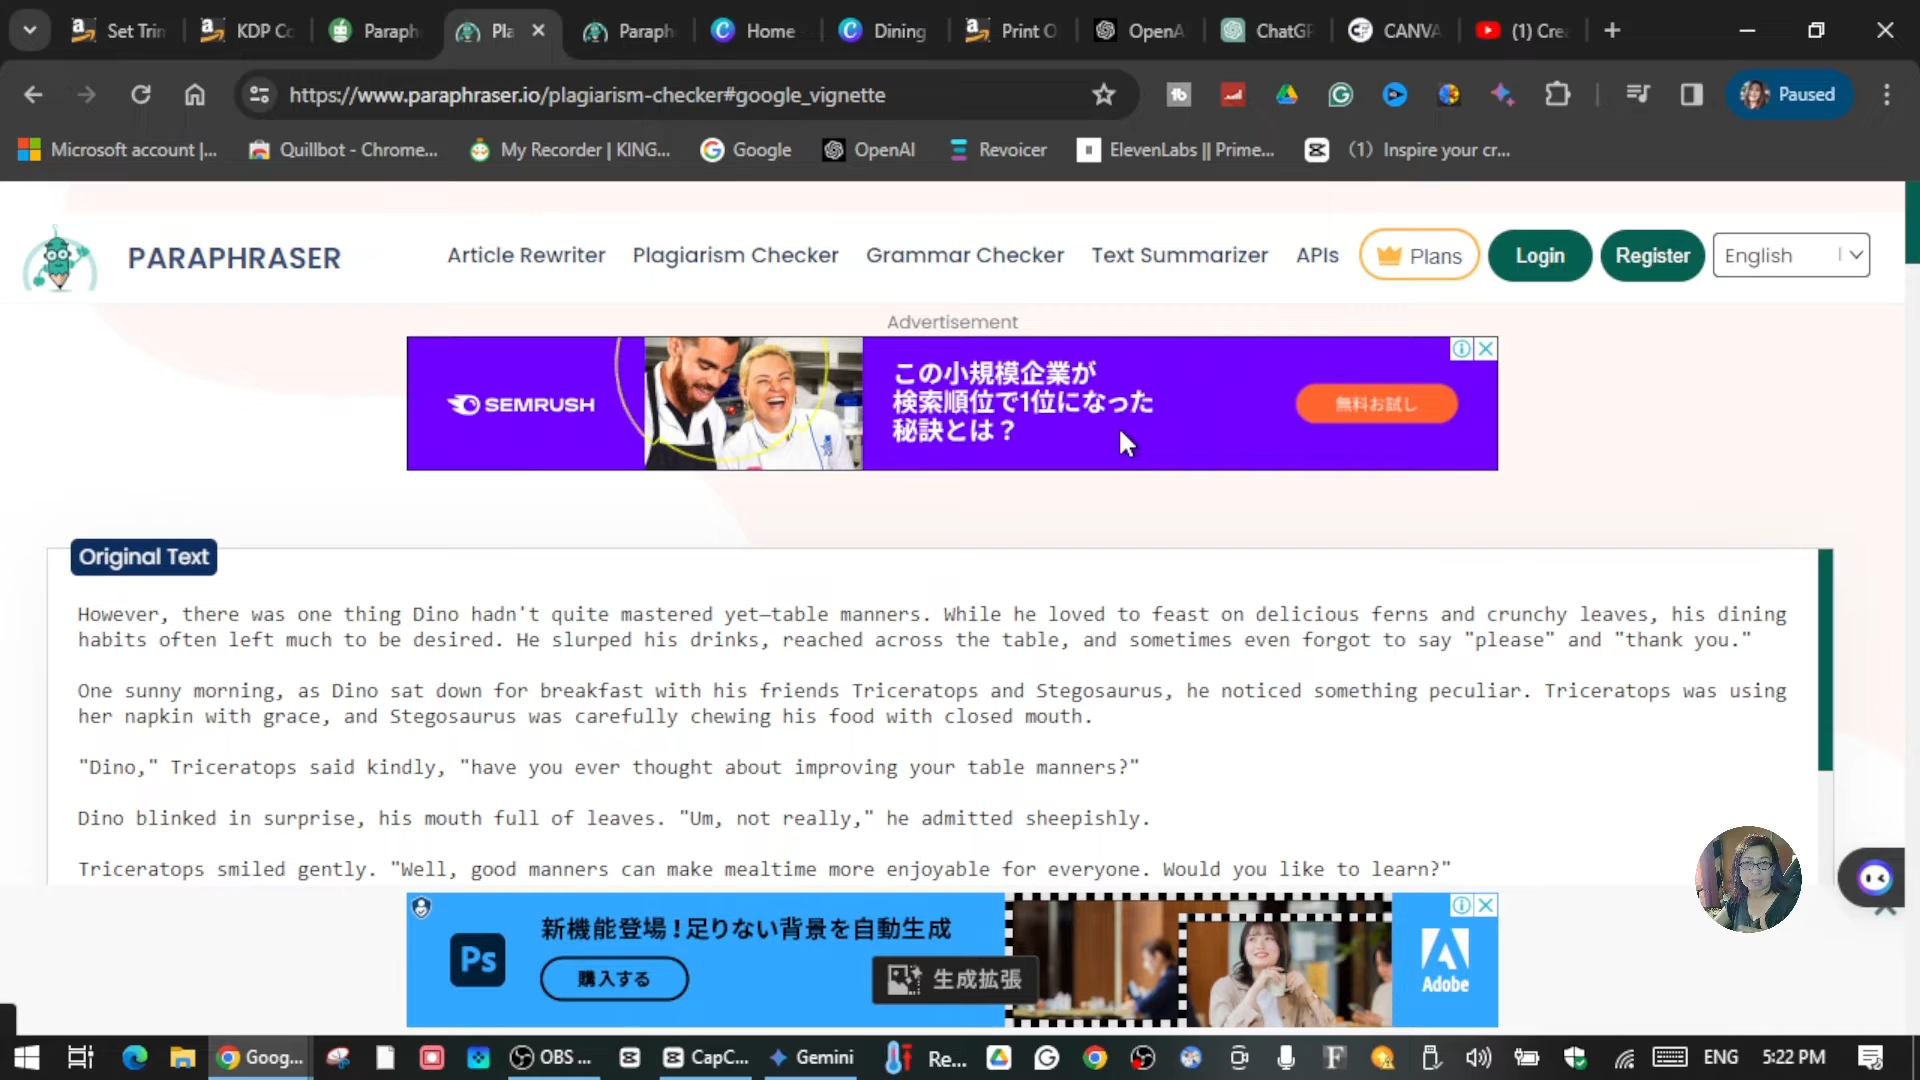 Set Trin
KDP Co
Paraph
Pla
Paraph
Home
Dining
Print O
OpenA
ChatGP
CANVA
(1) Cre
https://www.paraphraser.io/plagiarism-checker#google_vignette
Paused
Microsoft account |...
Quillbot - Chrome...
My Recorder | KING...
Google
OpenAI
Revoicer
ElevenLabs || Prime...
(1) Inspire your cr...
PARAPHRASER
Article Rewriter
Plagiarism Checker
Grammar Checker
Text Summarizer
APIs
Plans
Login
Register
English
Advertisement
SEMRUSH
この小規模企業が
検索順位で1位になった
秘訣とは？
無料お試し
Original Text
However, there was one thing Dino hadn't quite mastered yet—table manners. While he loved to feast on delicious ferns and crunchy leaves, his dining
habits often left much to be desired. He slurped his drinks, reached across the table, and sometimes even forgot to say "please" and "thank you."
One sunny morning, as Dino sat down for breakfast with his friends Triceratops and Stegosaurus, he noticed something peculiar. Triceratops was using
her napkin with grace, and Stegosaurus was carefully chewing his food with closed mouth.
"Dino," Triceratops said kindly, "have you ever thought about improving your table manners?"
Dino blinked in surprise, his mouth full of leaves. "Um, not really," he admitted sheepishly.
Triceratops smiled gently. "Well, good manners can make mealtime more enjoyable for everyone. Would you like to learn?"
Ps
新機能登場！足りない背景を自動生成
購入する
生成拡張
Adobe
Goog...
OBS ...
CapC...
Gemini
Re...
ENG
5:22 PM